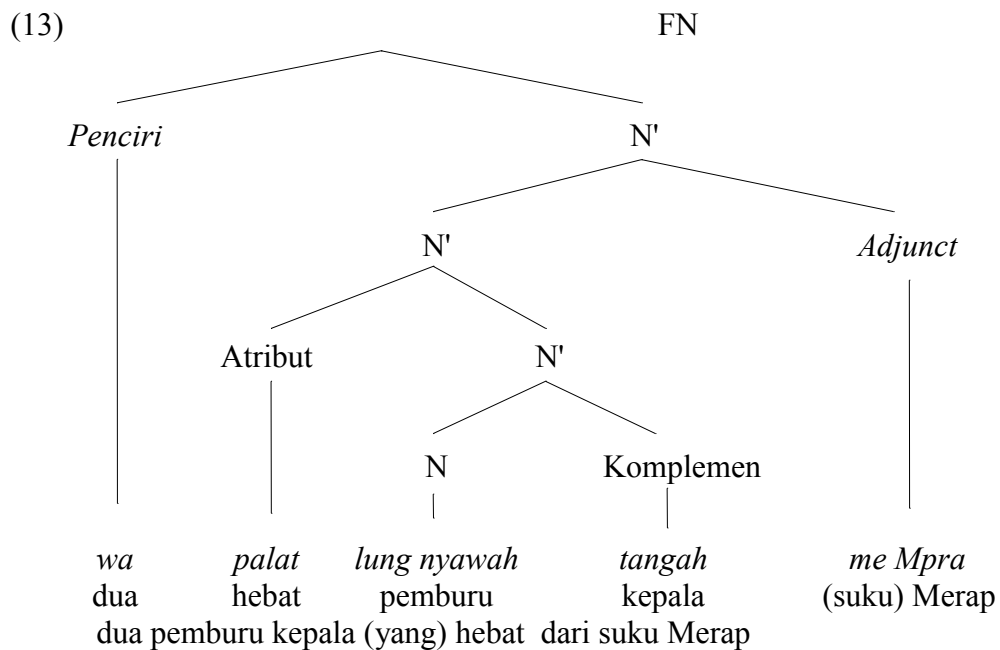 (13) FN
Penciri N'
N' Adjunct
Atribut N'
N Komplemen
wa palat lung nyawah tangah me Mpra
dua hebat pemburu kepala (suku) Merap
dua pemburu kepala (yang) hebat dari suku Merap